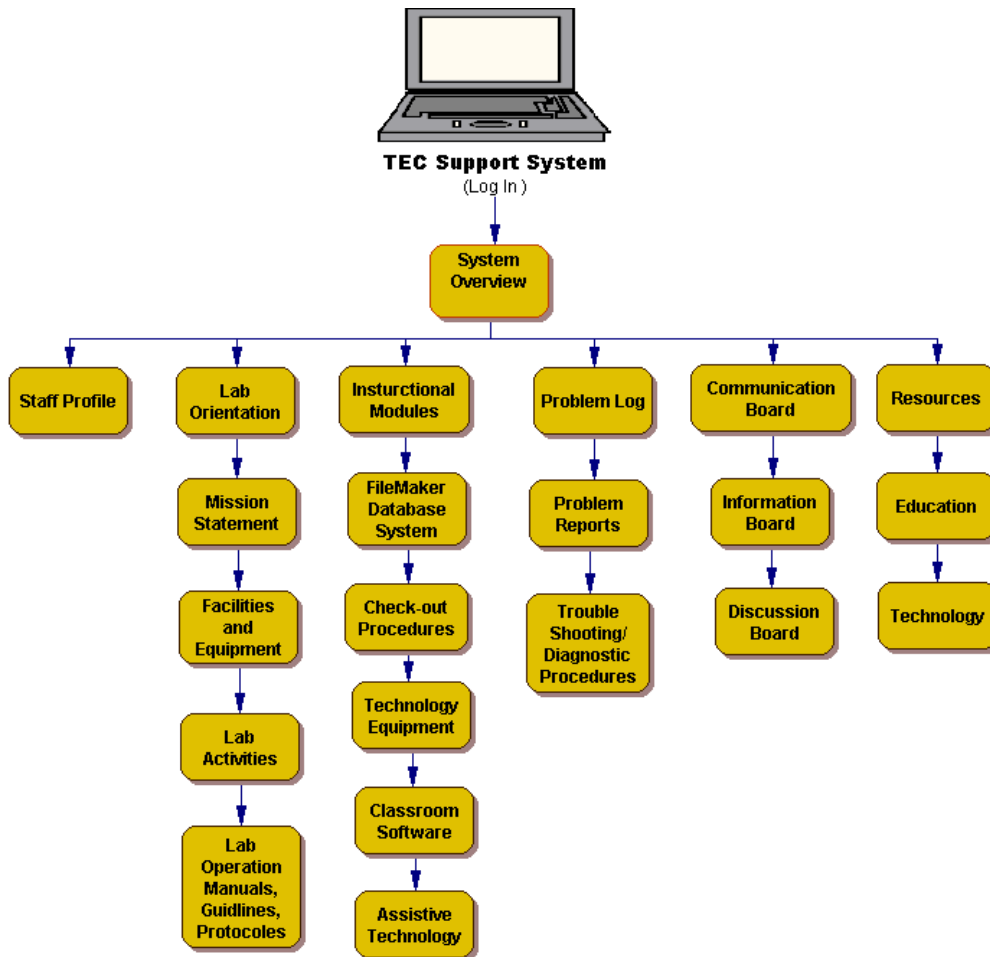 TEC Support System
(Log In )
System
Overview
Staff Profile
Lab
Orientation
Insturctional
Modules
Problem Log
Communication
Board
Resources
Mission
Statement
FileMaker
Database
System
Problem
Reports
Information
Board
Education
Facilities
and
Equipment
Check-out
Procedures
Trouble
Shooting/
Diagnostic
Procedures
Discussion
Board
Technology
Lab
Activities
Technology
Equipment
Lab
Operation
Manuals,
Guidlines,
Protocoles
Classroom
Software
Assistive
Technology